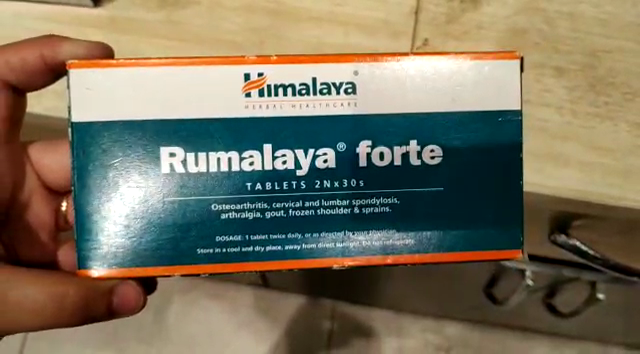 Himalaya®
HERBAL HEALTHCARE
Rumalaya® forte
TABLETS 2N x 30s
Osteoarthritis, cervical and lumbar spondylosis,
arthralgia, gout, frozen shoulder & sprains.
DOSAGE: 1 tablet twice daily, or as directed by your physician.
Store in a cool and dry place, away from direct sunlight. Do not refrigerate.